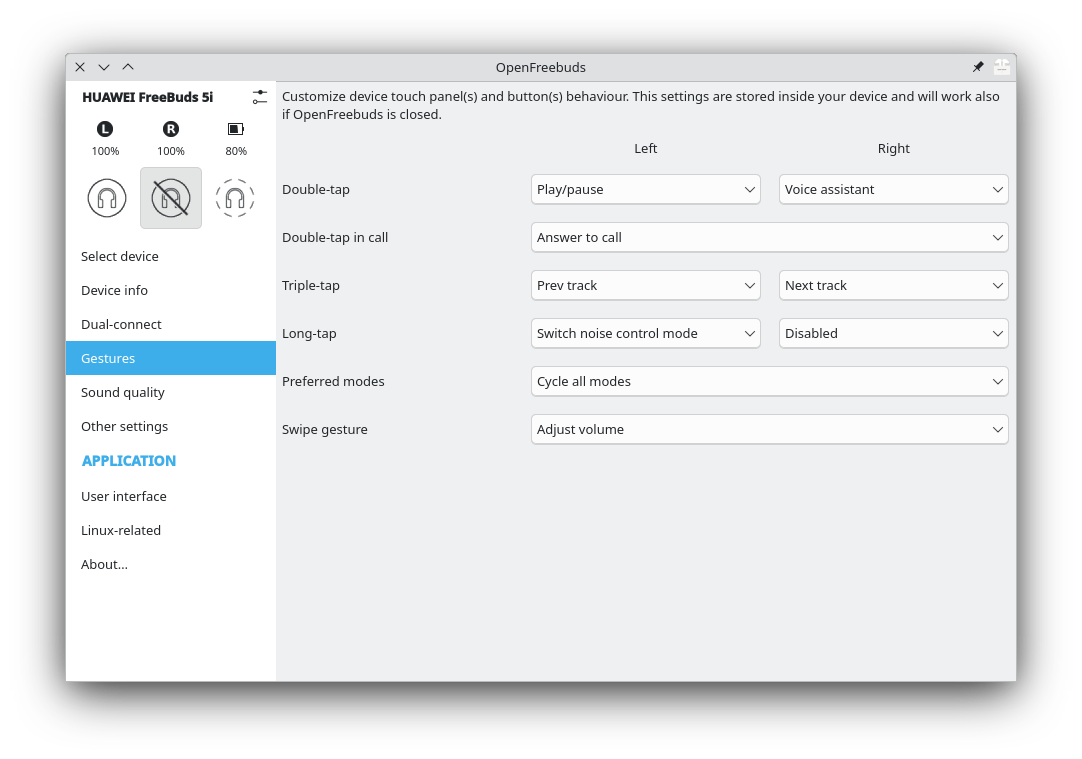 OpenFreebuds
HUAWEI FreeBuds 5i
L R
100% 100% 80%
Select device
Device info
Dual-connect
Gestures
Sound quality
Other settings
APPLICATION
User interface
Linux-related
About...
Customize device touch panel(s) and button(s) behaviour. This settings are stored inside your device and will work also
if OpenFreebuds is closed.
Left Right
Double-tap Play/pause Voice assistant
Double-tap in call Answer to call
Triple-tap Prev track Next track
Long-tap Switch noise control mode Disabled
Preferred modes Cycle all modes
Swipe gesture Adjust volume